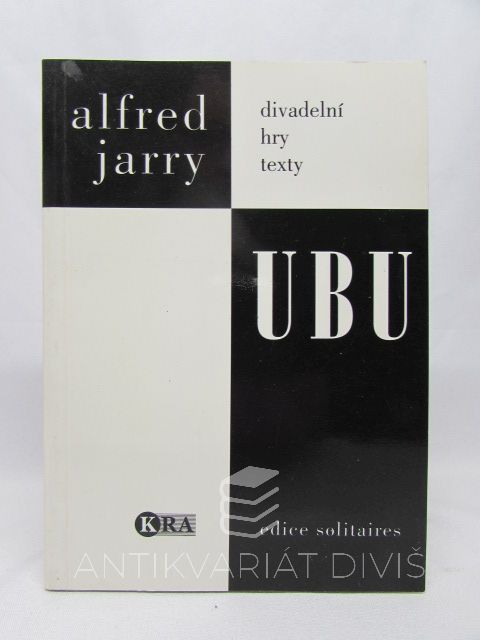 alfred
jarry
divadelní
hry
texty
UBU
KRA
edice solitaires
ANTIKVARIÁT DIVIŠ